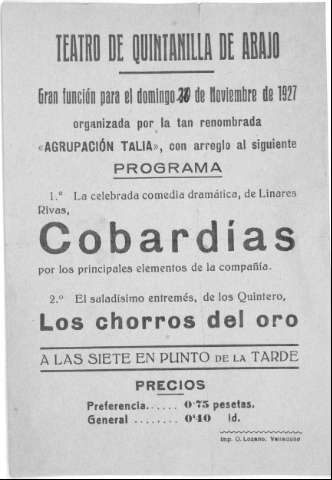 TEATRO DE QUINTANILLA DE ABAJO
Gran función para el domingo 20 de Noviembre de 1927
organizada por la tan renombrada
«AGRUPACIÓN TALIA», con arreglo al siguiente
PROGRAMA
1.º La celebrada comedia dramática, de Linares
Rivas,
Cobardías
por los principales elementos de la compañía.
2.º El saladísimo entremés, de los Quintero,
Los chorros del oro
A LAS SIETE EN PUNTO DE LA TARDE
PRECIOS
Preferencia...... 0'75 pesetas.
General ........ 0'40 id.
Imp. O. Lozano. Valladolid